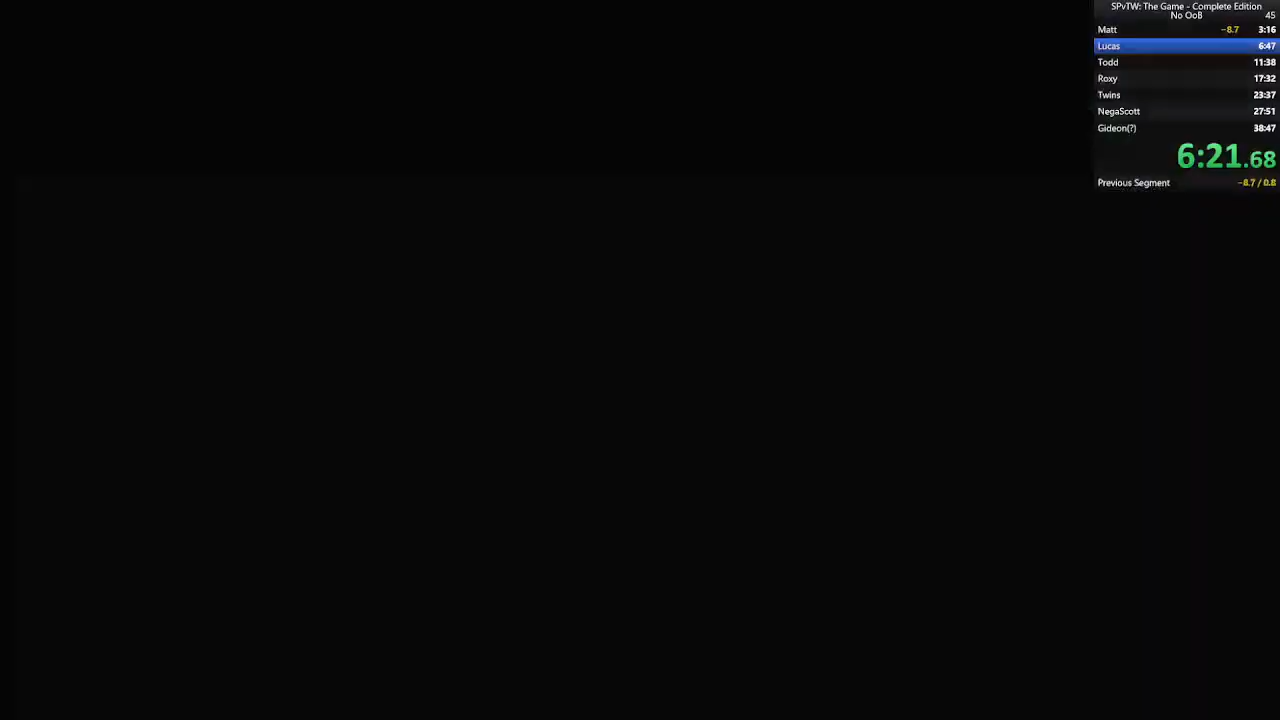 SPvTW: The Game - Complete Edition
No OoB 45
Matt -8.7 3:16
Lucas 6:47
Todd 11:38
Roxy 17:32
Twins 23:37
NegaScott 27:51
Gideon(?) 38:47
6:21.68
Previous Segment -8.7 / 0.8